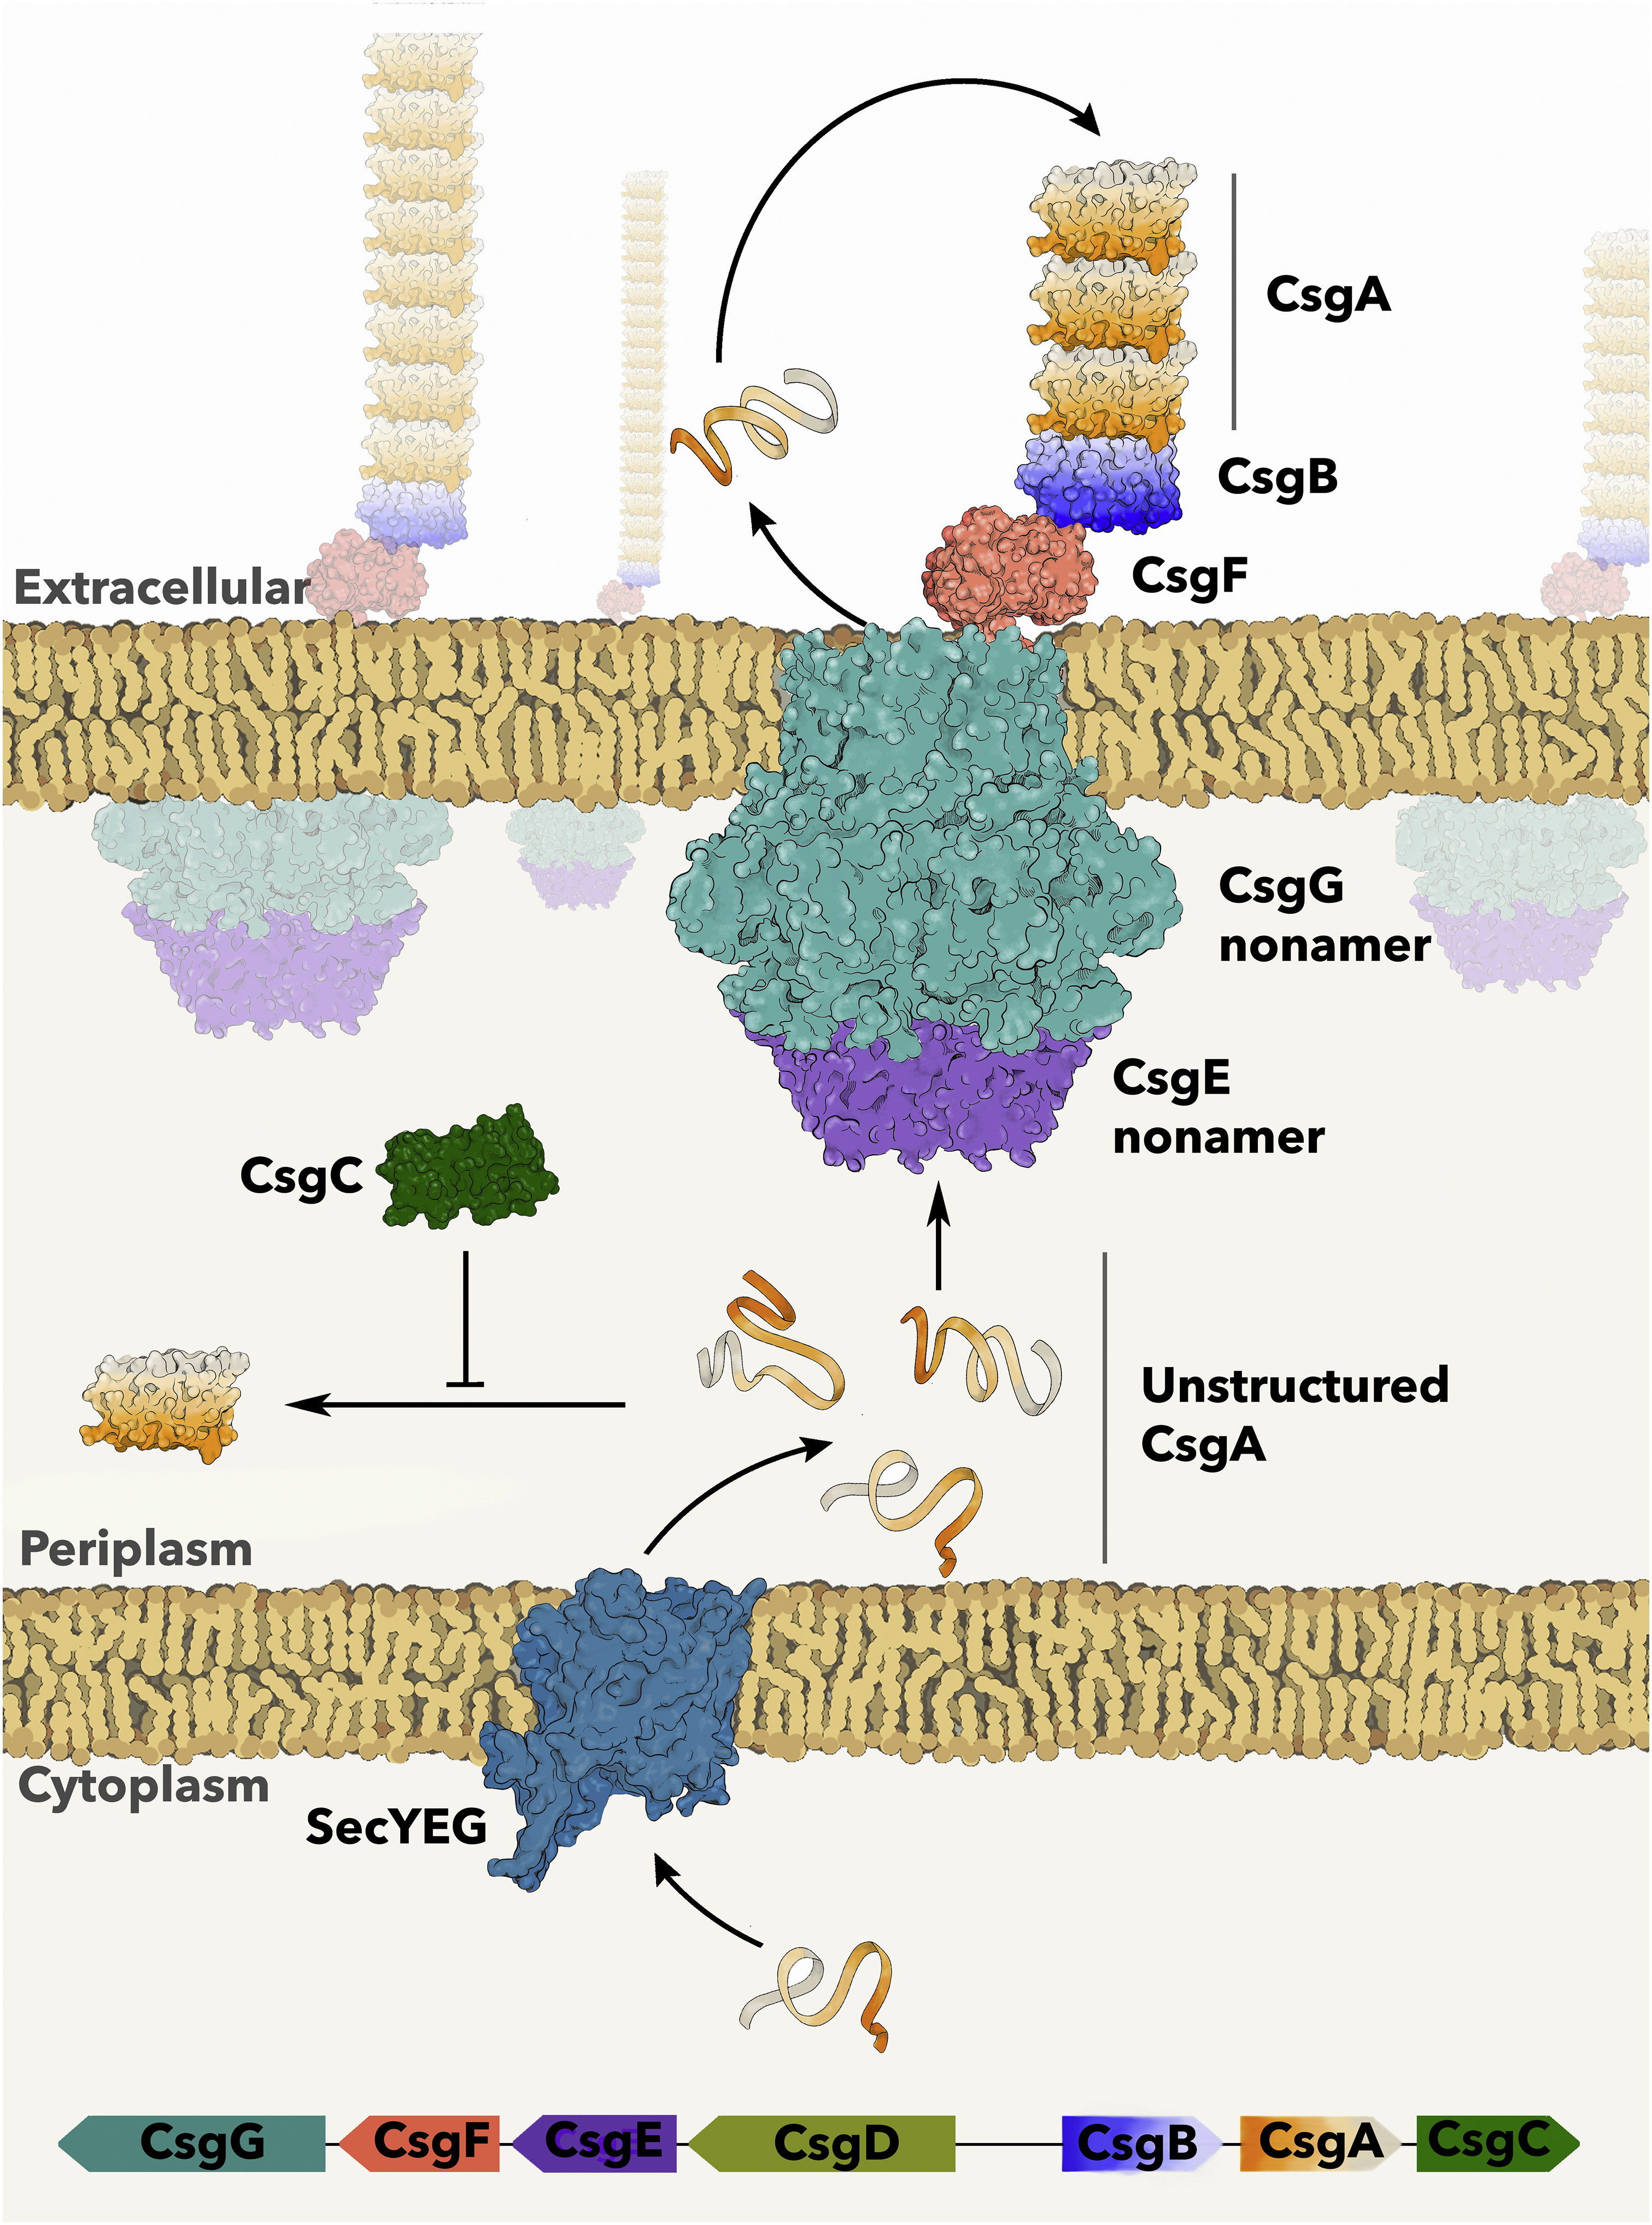 CsgA
CsgB
CsgF
Extracellular
CsgG
nonamer
CsgE
nonamer
CsgC
Unstructured
CsgA
Periplasm
Cytoplasm
SecYEG
CsgG CsgF CsgE CsgD CsgB CsgA CsgC